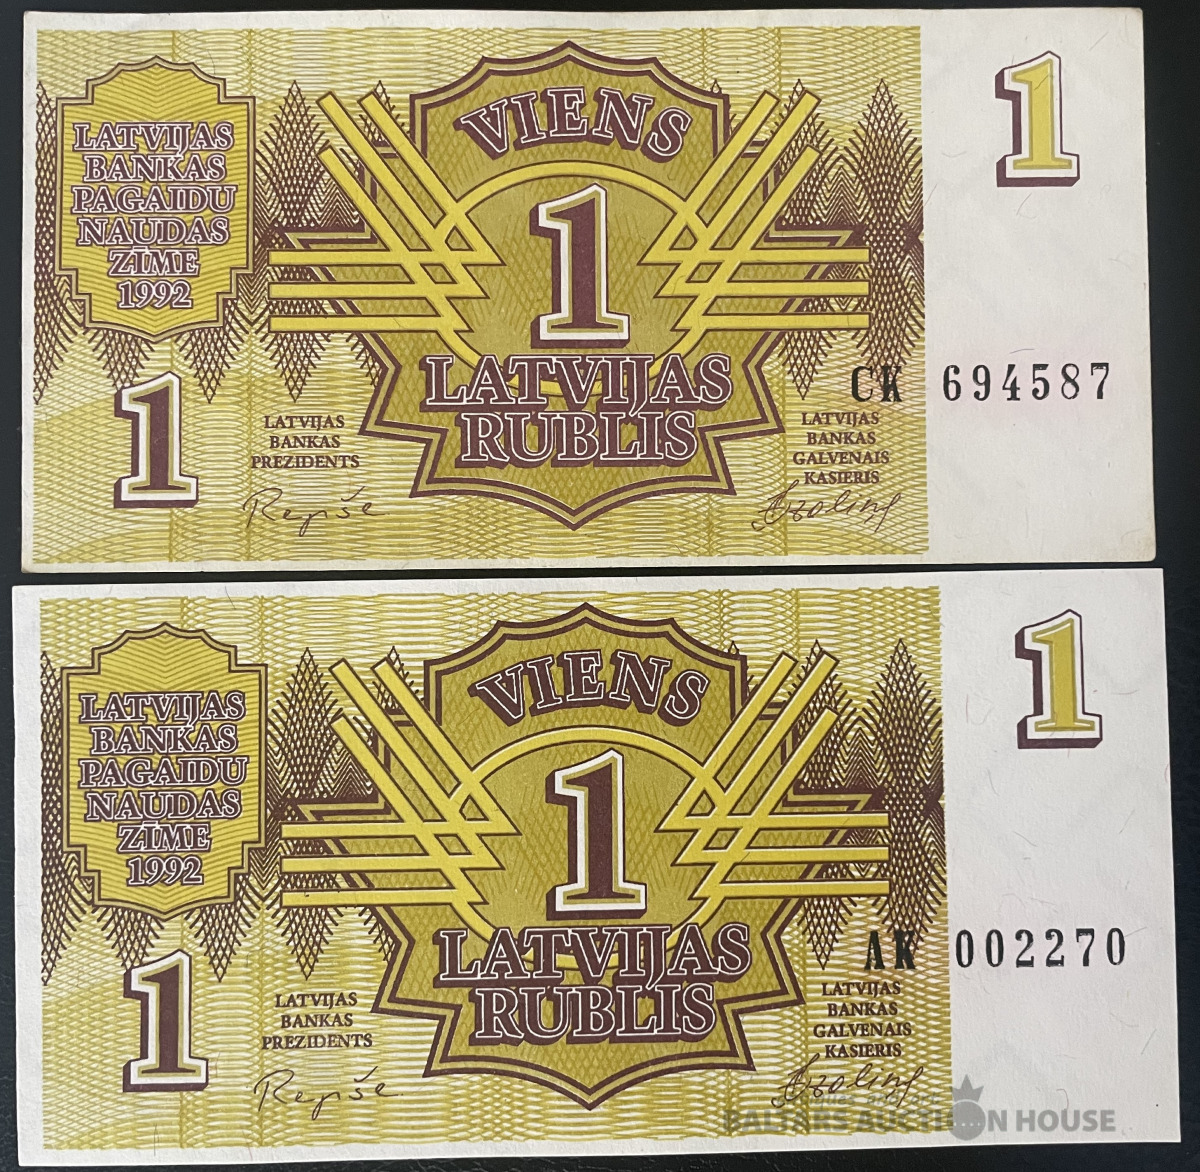 1
LATVIJAS
BANKAS
PAGAIDU
NAUDAS
ZĪME
1992
VIENS
1
LATVIJAS
RUBLIS
CK 694587
1
LATVIJAS
BANKAS
PREZIDENTS
Repše
LATVIJAS
BANKAS
GALVENAIS
KASIERIS
1
LATVIJAS
BANKAS
PAGAIDU
NAUDAS
ZĪME
1992
VIENS
1
LATVIJAS
RUBLIS
AK 002270
1
LATVIJAS
BANKAS
PREZIDENTS
Repše
LATVIJAS
BANKAS
GALVENAIS
KASIERIS
BALTARS AUCTION HOUSE